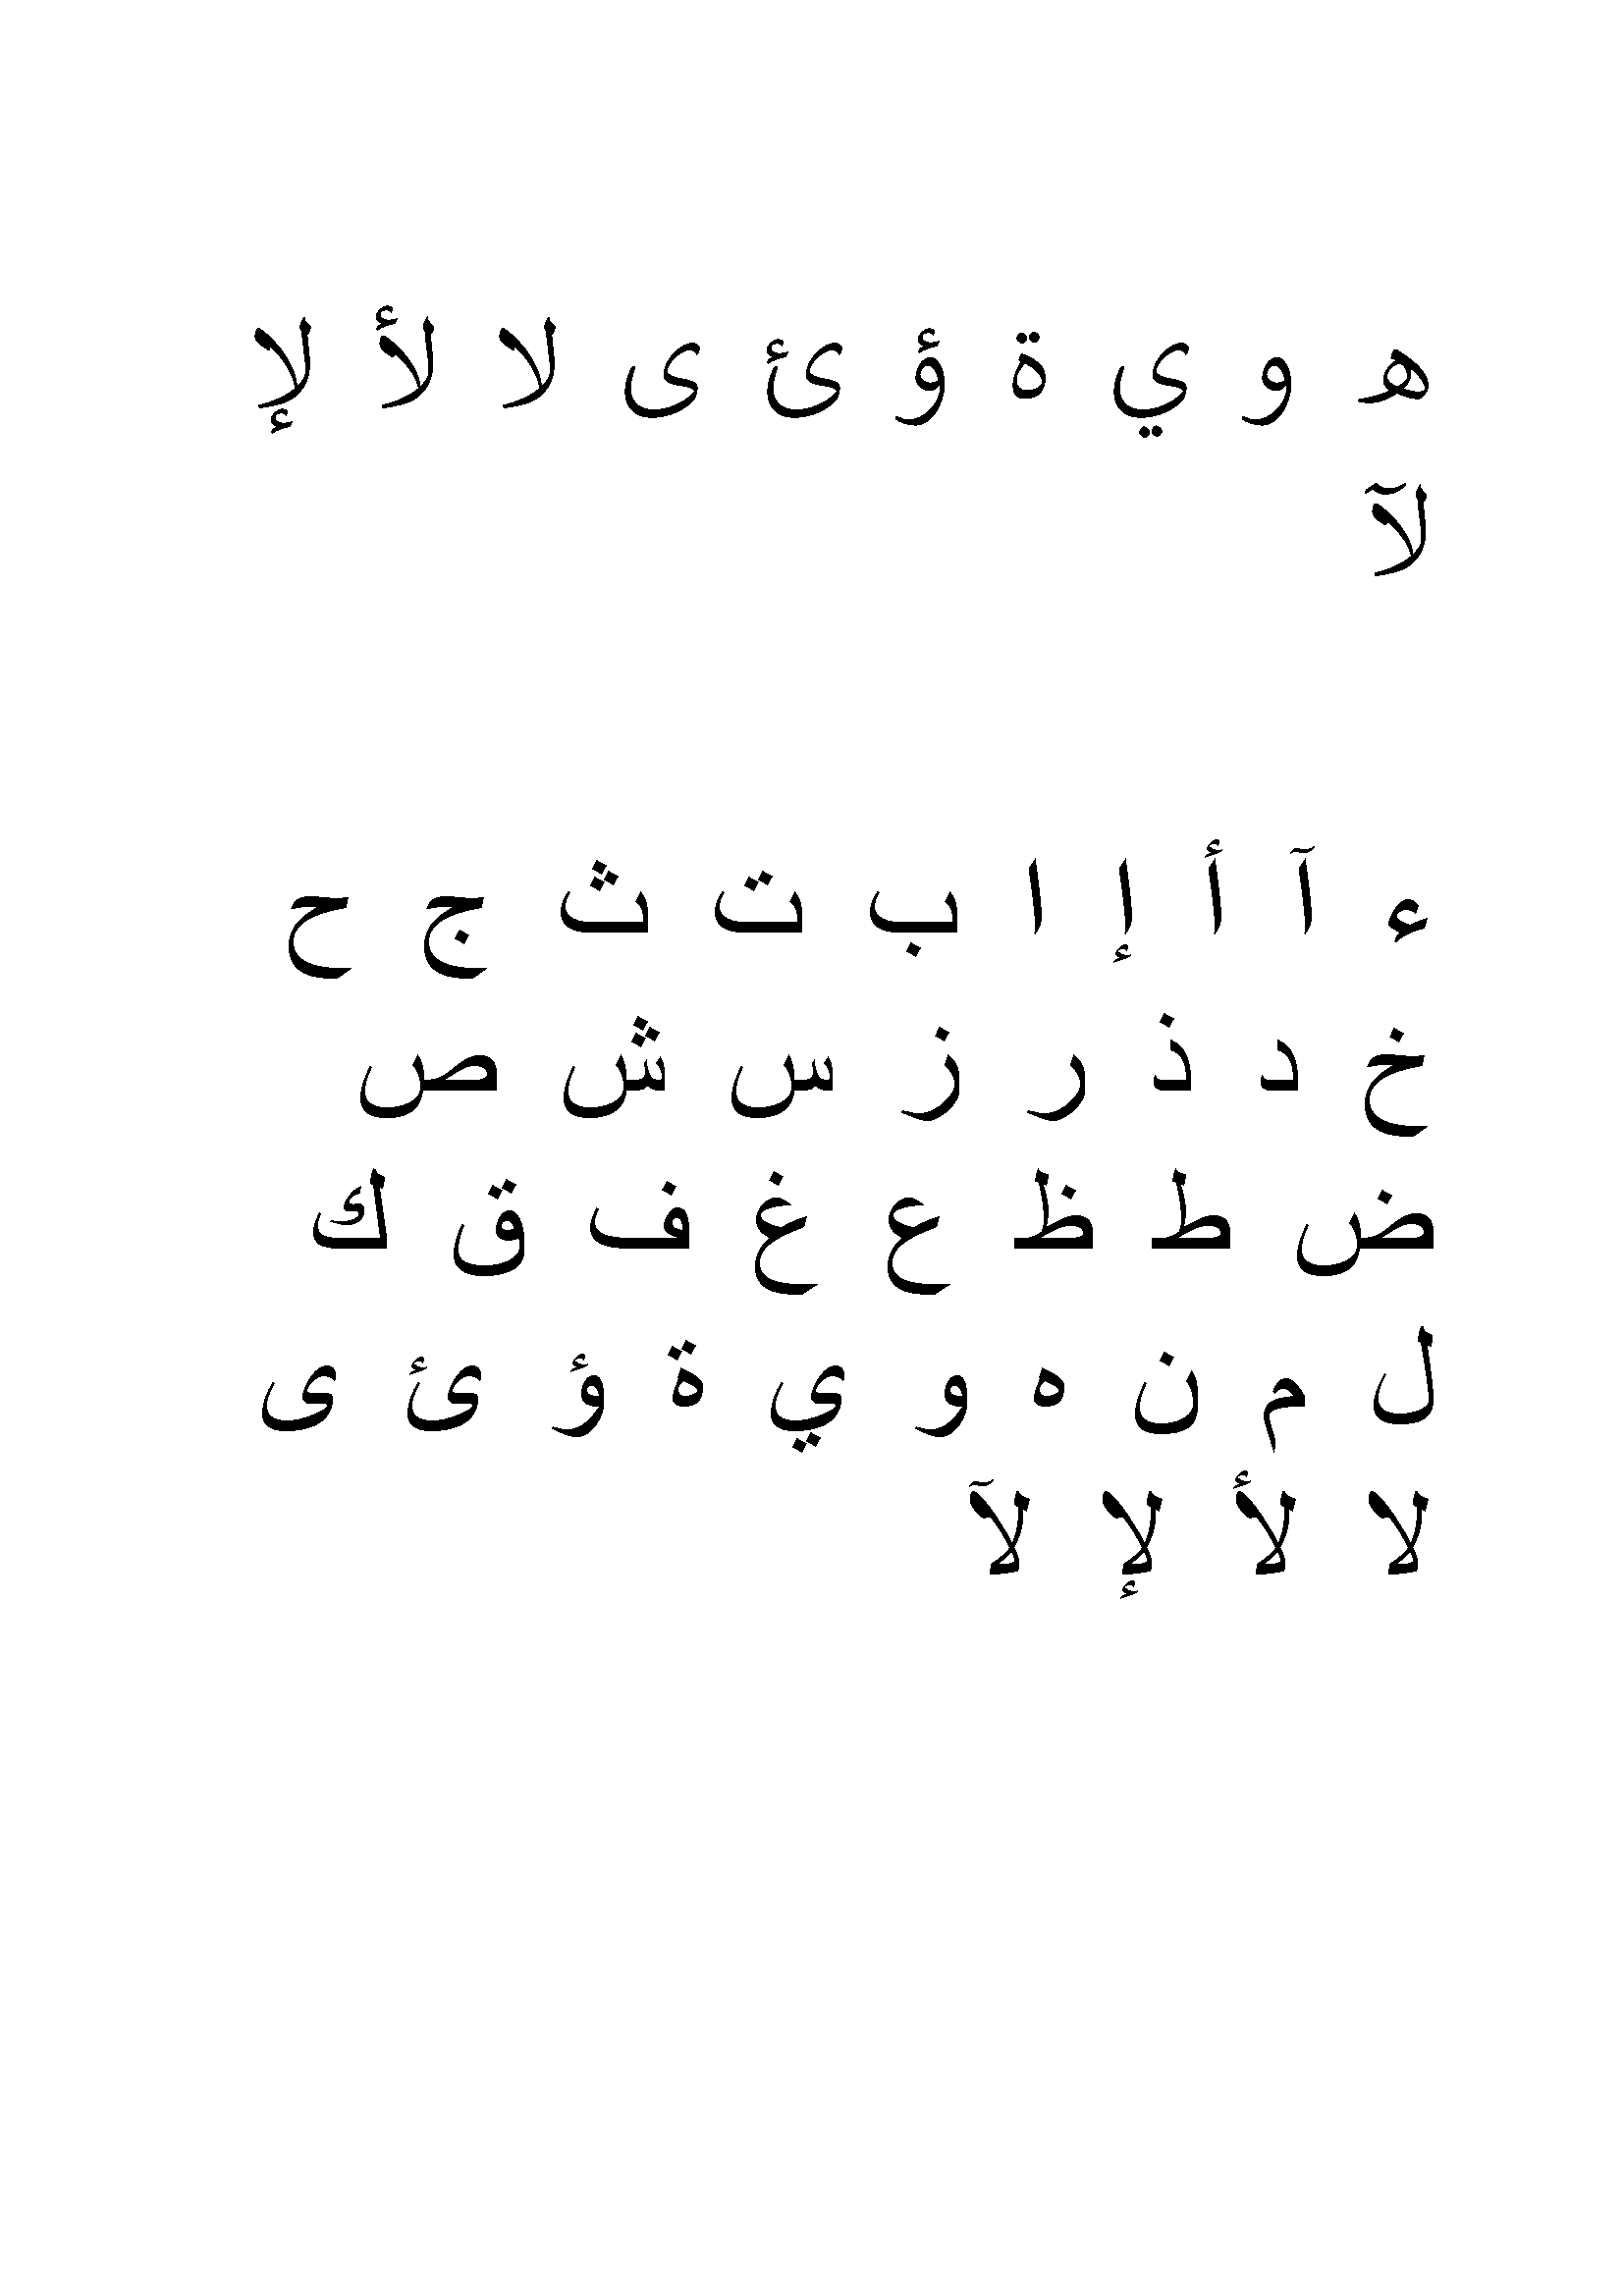 ه و ي ة ؤ ئ ى لا لأ لإ
لآ
ء آ أ إ ا ب ت ث ج ح
خ د ذ ر ز س ش ص
ض ط ظ ع غ ف ق ك
ل م ن ه و ي ة ؤ ئ ى
لا لأ لإ لآ